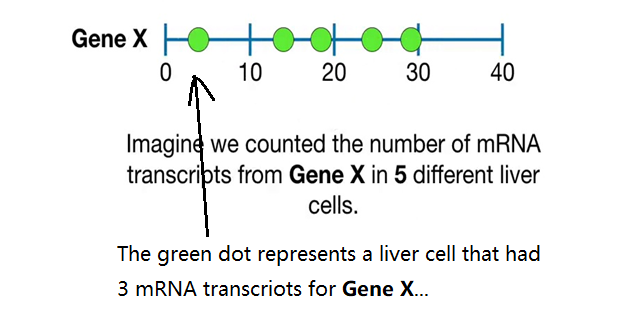 Gene X
0 10 20 30 40
Imagine we counted the number of mRNA
transcripts from Gene X in 5 different liver
cells.
The green dot represents a liver cell that had
3 mRNA transcriots for Gene X...